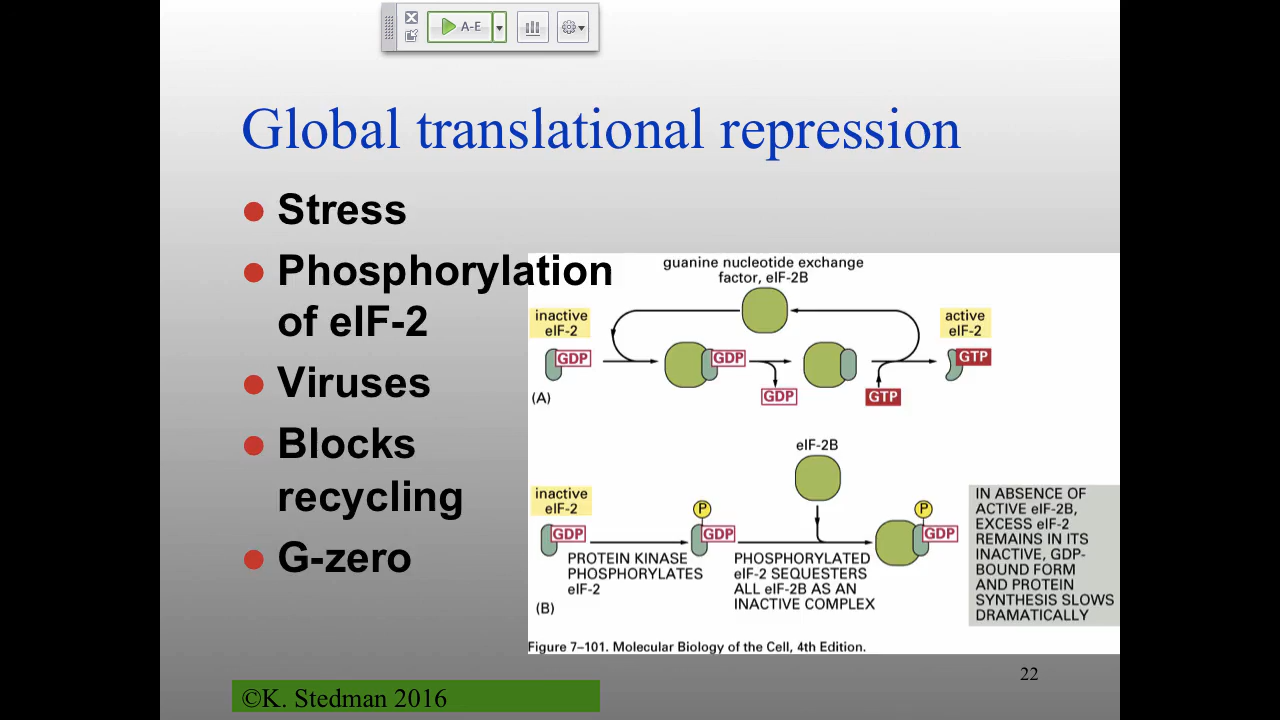 A-E
Global translational repression
Stress
Phosphorylation
of eIF-2
Viruses
Blocks
recycling
G-zero
guanine nucleotide exchange
factor, eIF-2B
inactive
eIF-2
active
eIF-2
GDP
GDP
GTP
GDP
GTP
(A)
eIF-2B
inactive
eIF-2
P
P
GDP
GDP
GDP
PROTEIN KINASE
PHOSPHORYLATES
eIF-2
PHOSPHORYLATED
eIF-2 SEQUESTERS
ALL eIF-2B AS AN
INACTIVE COMPLEX
(B)
IN ABSENCE OF
ACTIVE eIF-2B,
EXCESS eIF-2
REMAINS IN ITS
INACTIVE, GDP-
BOUND FORM
AND PROTEIN
SYNTHESIS SLOWS
DRAMATICALLY
Figure 7–101. Molecular Biology of the Cell, 4th Edition.
22
©K. Stedman 2016